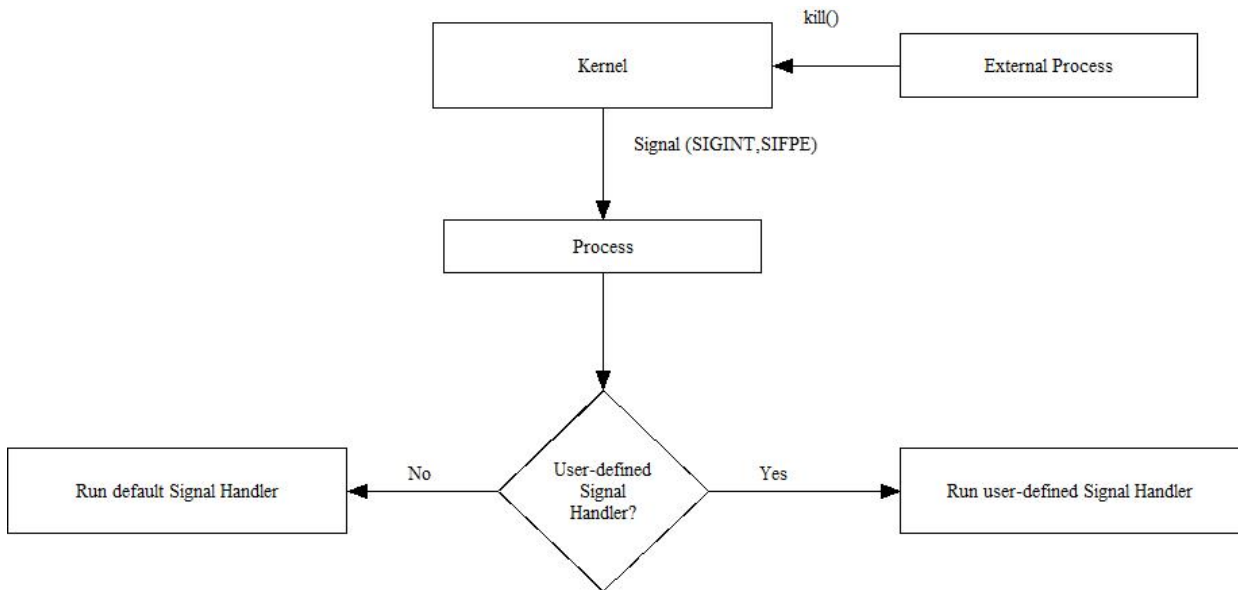 kill()
Kernel
External Process
Signal (SIGINT,SIFPE)
Process
User-defined
Signal
Handler?
No
Yes
Run default Signal Handler
Run user-defined Signal Handler